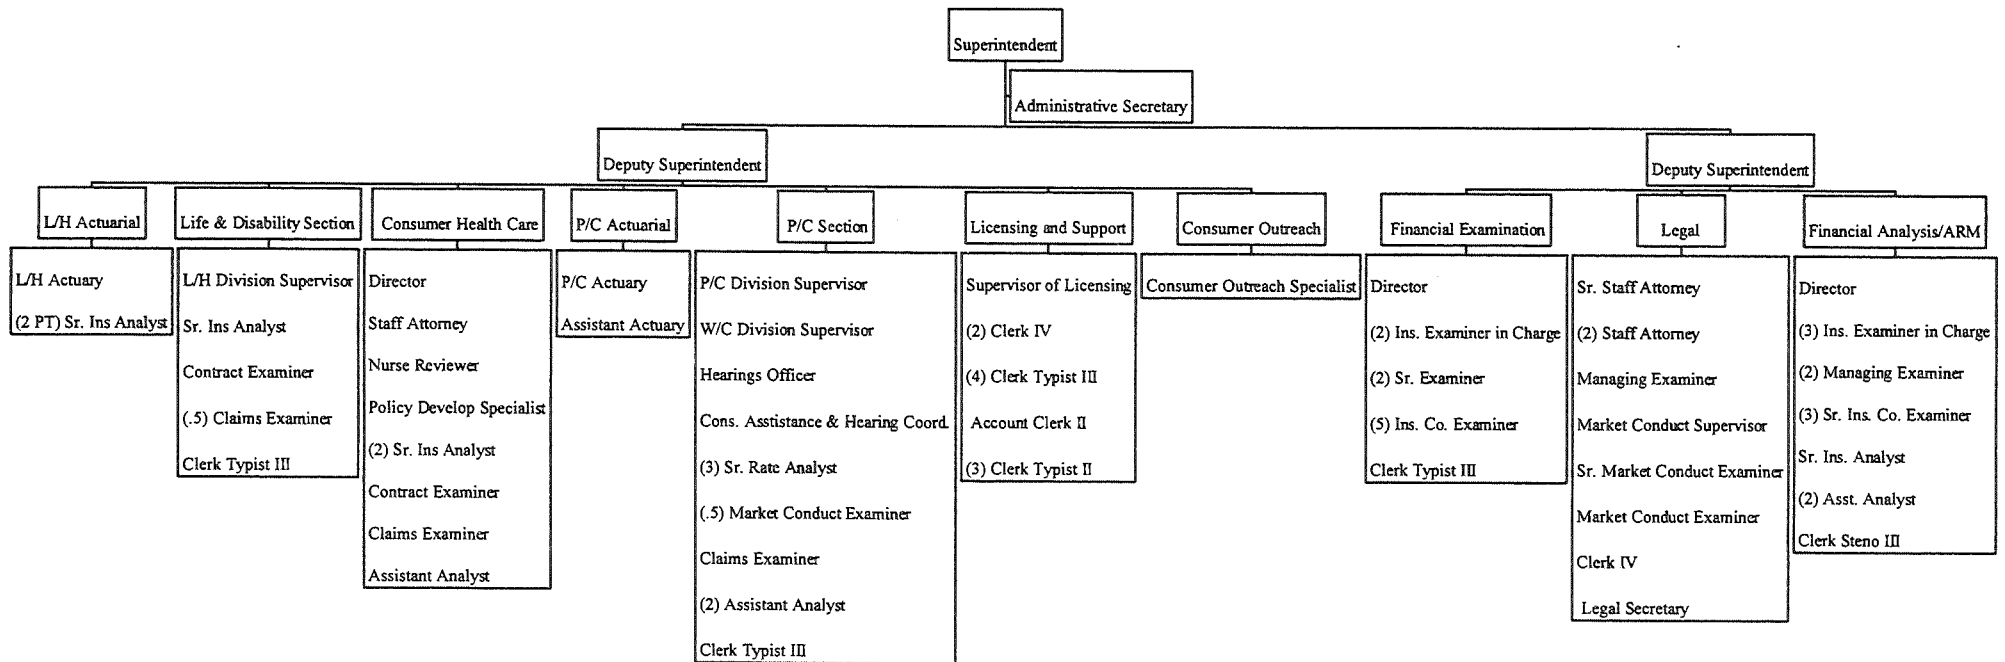 Superintendent
Administrative Secretary
Deputy Superintendent
Deputy Superintendent
L/H Actuarial
Life & Disability Section
Consumer Health Care
P/C Actuarial
P/C Section
Licensing and Support
Consumer Outreach
Financial Examination
Legal
Financial Analysis/ARM
L/H Actuary
(2 PT) Sr. Ins Analyst
L/H Division Supervisor
Sr. Ins Analyst
Contract Examiner
(.5) Claims Examiner
Clerk Typist III
Director
Staff Attorney
Nurse Reviewer
Policy Develop Specialist
(2) Sr. Ins Analyst
Contract Examiner
Claims Examiner
Assistant Analyst
P/C Actuary
Assistant Actuary
P/C Division Supervisor
W/C Division Supervisor
Hearings Officer
Cons. Asstistance & Hearing Coord.
(3) Sr. Rate Analyst
(.5) Market Conduct Examiner
Claims Examiner
(2) Assistant Analyst
Clerk Typist III
Supervisor of Licensing
(2) Clerk IV
(4) Clerk Typist III
Account Clerk II
(3) Clerk Typist II
Consumer Outreach Specialist
Director
(2) Ins. Examiner in Charge
(2) Sr. Examiner
(5) Ins. Co. Examiner
Clerk Typist III
Sr. Staff Attorney
(2) Staff Attorney
Managing Examiner
Market Conduct Supervisor
Sr. Market Conduct Examiner
Market Conduct Examiner
Clerk IV
Legal Secretary
Director
(3) Ins. Examiner in Charge
(2) Managing Examiner
(3) Sr. Ins. Co. Examiner
Sr. Ins. Analyst
(2) Asst. Analyst
Clerk Steno III